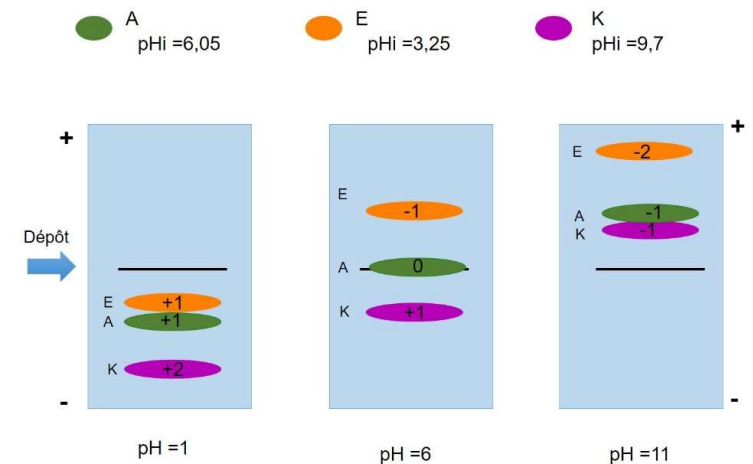 A
pHi =6,05
E
pHi =3,25
K
pHi =9,7
+
Dépôt
E +1
A +1
K +2
-
pH =1
E
-1
A 0
K +1
pH =6
+
E -2
A -1
K -1
-
pH =11